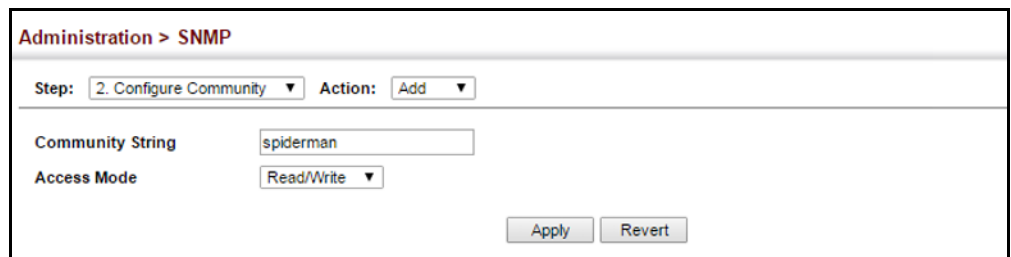 Administration > SNMP
Step: 2. Configure Community Action: Add
Community String spiderman
Access Mode Read/Write
Apply Revert